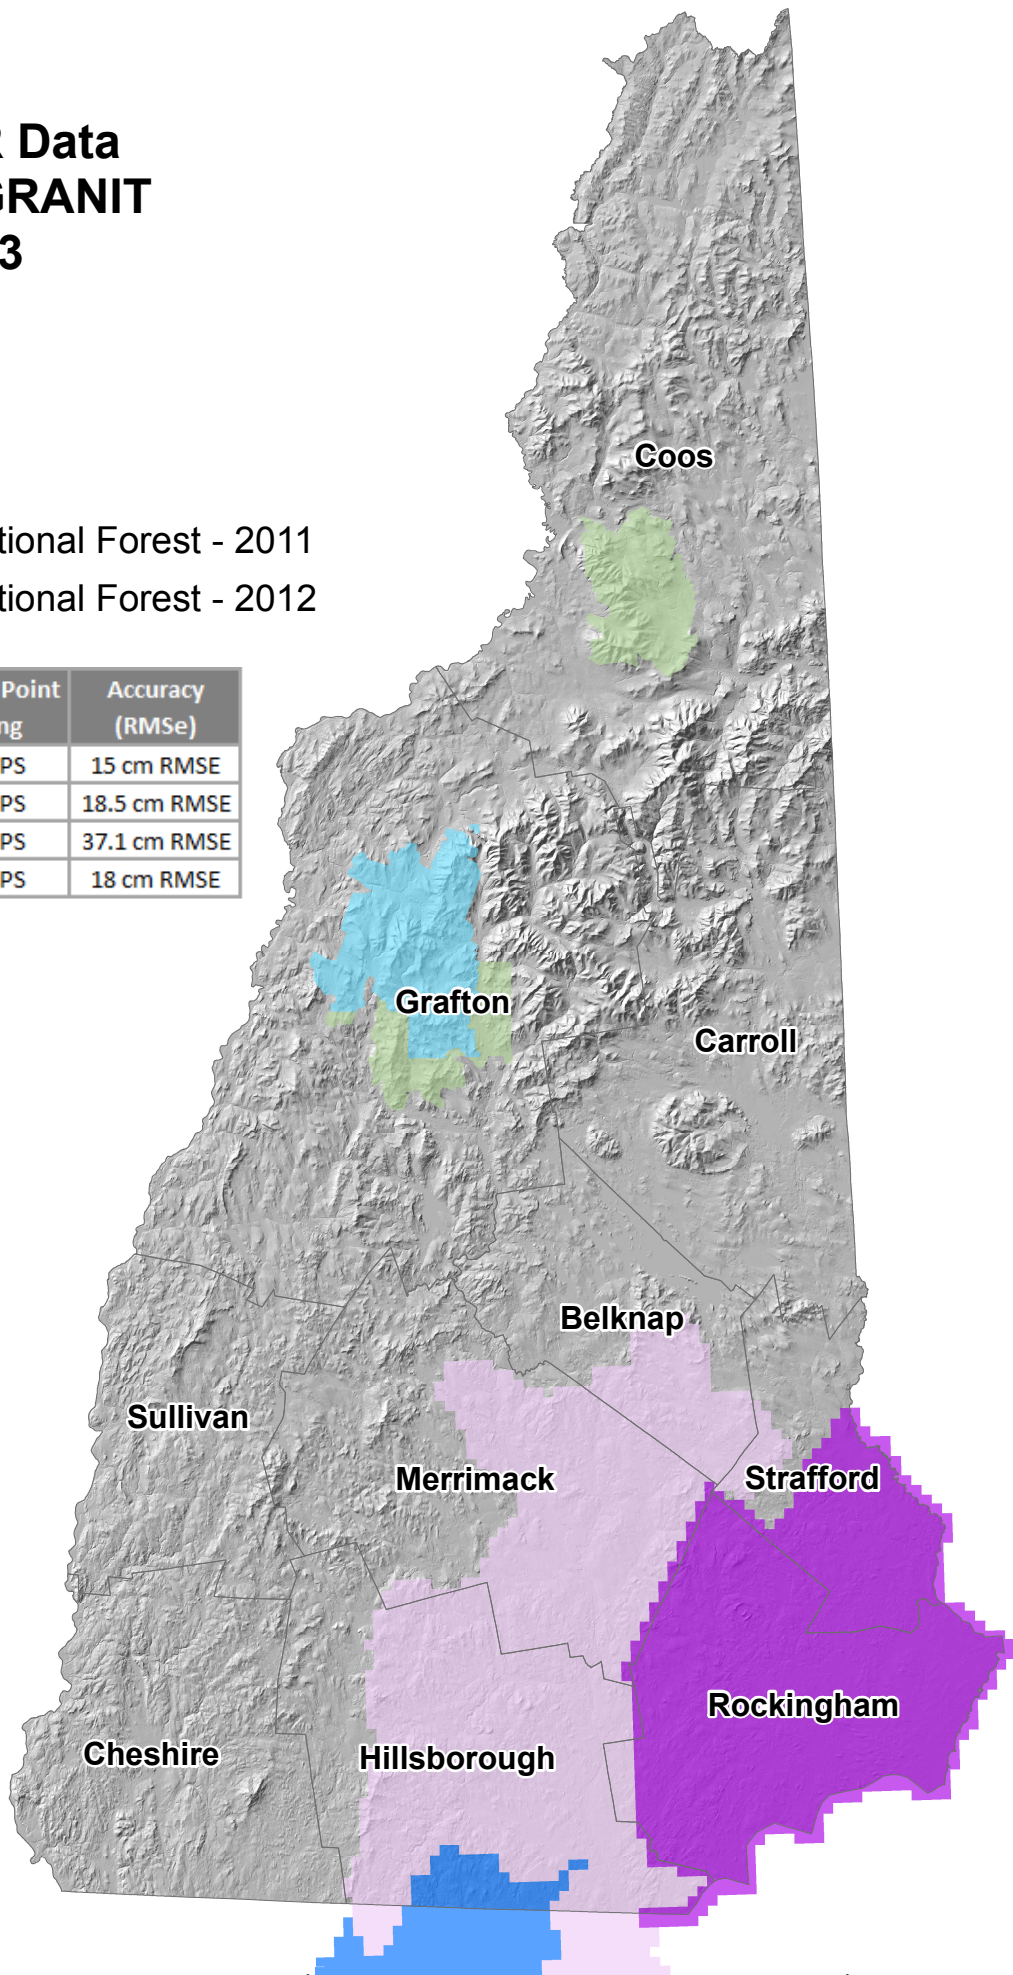 R Data
GRANIT
3
tional Forest - 2011
tional Forest - 2012
Point Accuracy
ng (RMSe)
PS 15 cm RMSE
PS 18.5 cm RMSE
PS 37.1 cm RMSE
PS 18 cm RMSE
Coos
Grafton
Carroll
Belknap
Sullivan
Merrimack
Strafford
Rockingham
Cheshire
Hillsborough